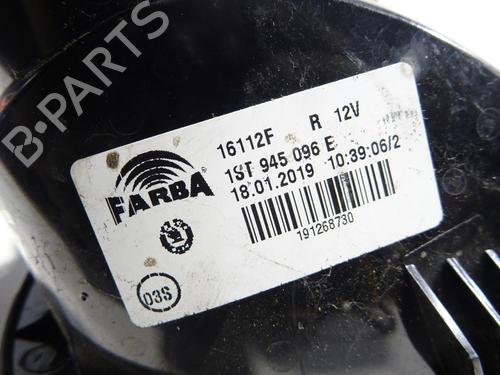 B-PARTS
16112F R 12V
1ST 945 096 E
18.01.2019 10:39:06/2
FARBA
191268730
03S